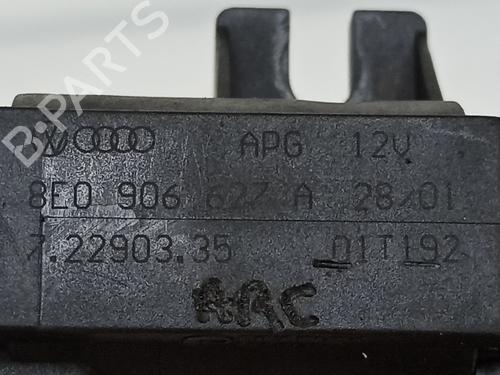 B-PARTS
APG 12V
8E0 906 627 A 28/01
7.22903.35 01T192
ARC